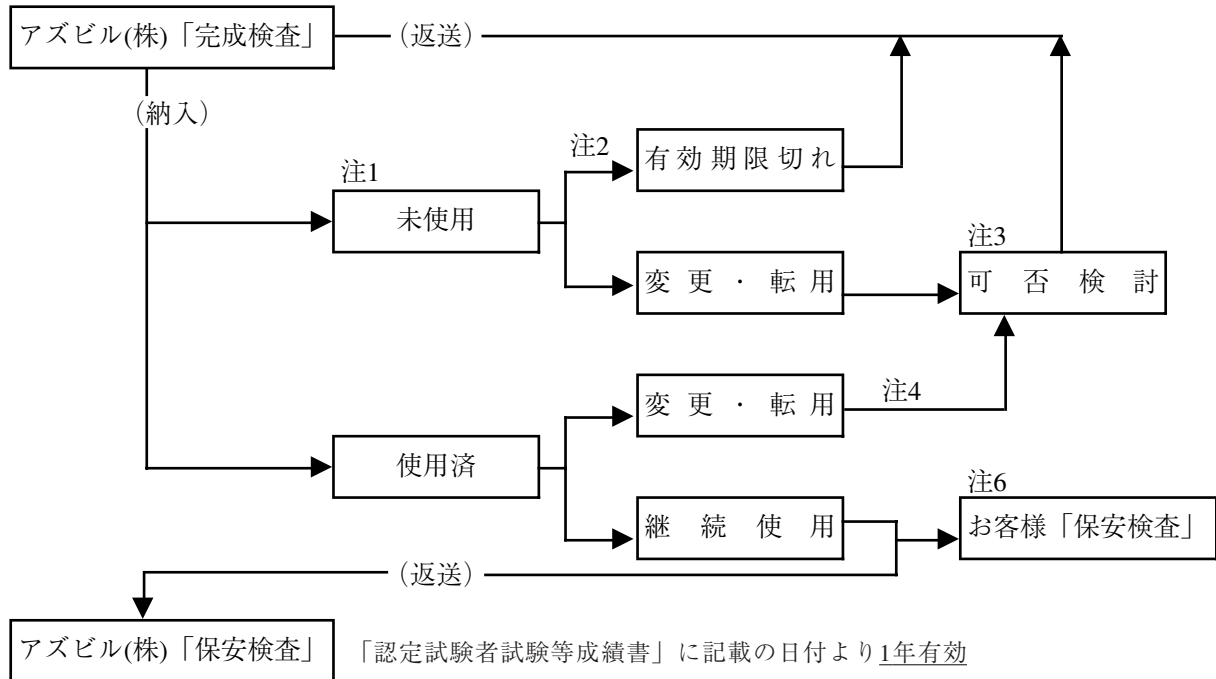 アズビル(株)「完成検査」
（返送）
（納入）
注1
未使用
注2
有効期限切れ
変更・転用
注3
可否検討
変更・転用
注4
使用済
継続使用
注6
お客様「保安検査」
（返送）
アズビル(株)「保安検査」
「認定試験者試験等成績書」に記載の日付より1年有効